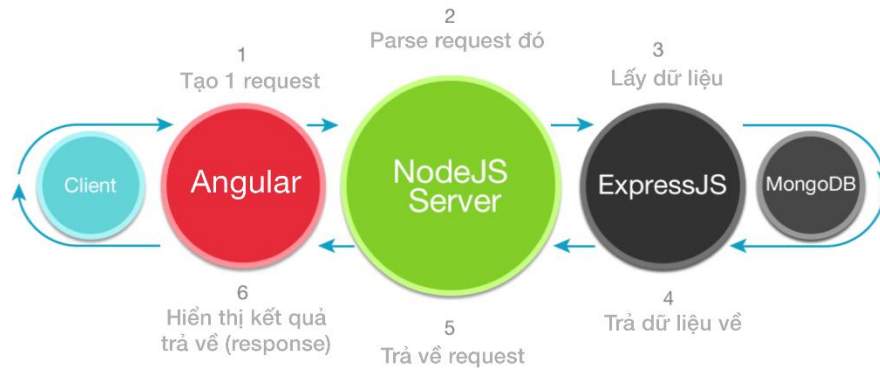 2
Parse request đó
1
Tạo 1 request
3
Lấy dữ liệu
Client
Angular
NodeJS
Server
ExpressJS
MongoDB
6
Hiển thị kết quả
trả về (response)
5
Trả về request
4
Trả dữ liệu về